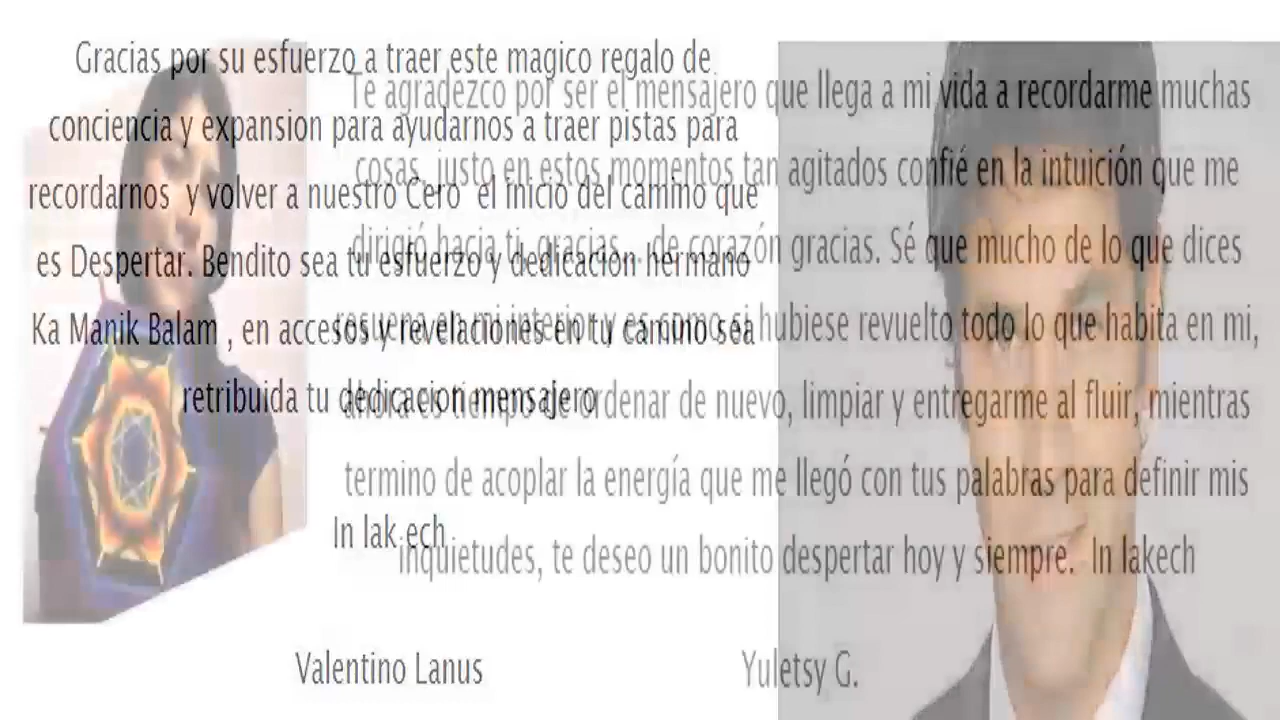 Gracias por su esfuerzo a traer este magico regalo de
conciencia y expansion para ayudarnos a traer pistas para
recordarnos y volver a nuestro Cero el inicio del camino que
es Despertar. Bendito sea tu esfuerzo y dedicacion hermano
Ka Manik Balam , en accesos y revelaciones en tu camino sea
retribuida tu dedicacion mensajero
In lak ech
Valentino Lanus
Te agradezco por ser el mensajero que llega a mi vida a recordarme muchas
cosas, justo en estos momentos tan agitados confié en la intuición que me
dirigió hacia ti, gracias... de corazón gracias. Sé que mucho de lo que dices
resuena en mi interior y es como si hubiese revuelto todo lo que habita en mi,
Ahora es tiempo de ordenar de nuevo, limpiar y entregarme al fluir, mientras
termino de acoplar la energía que me llegó con tus palabras para definir mis
inquietudes, te deseo un bonito despertar hoy y siempre. In lakech
Yuletsy G.